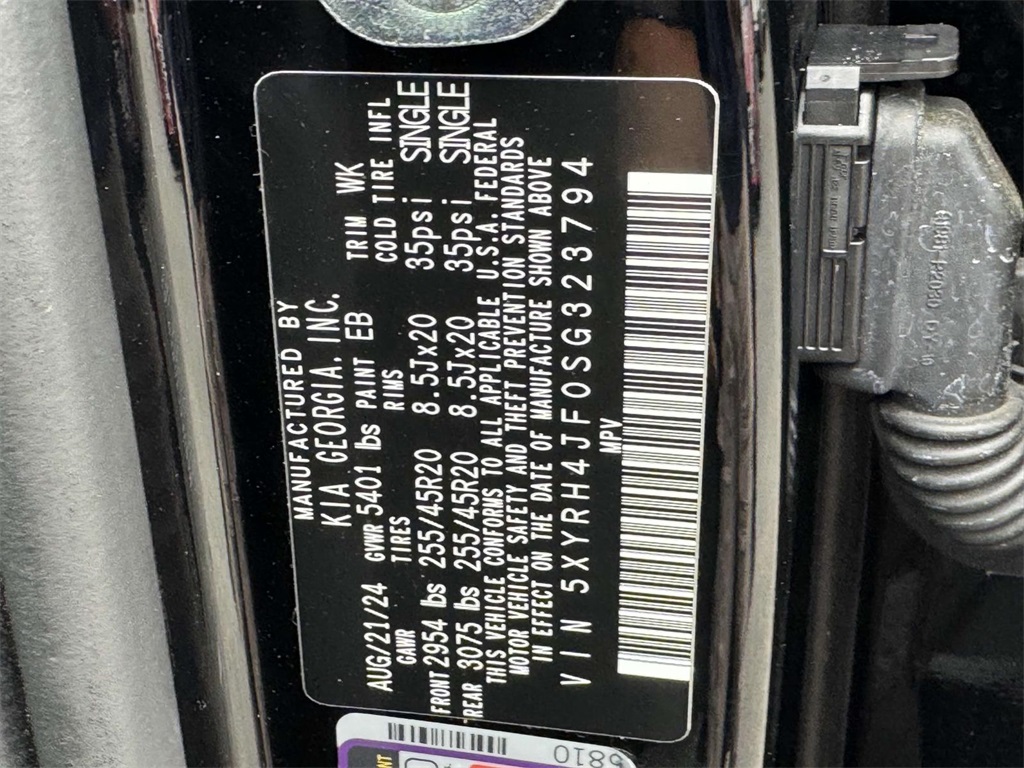 MANUFACTURED BY
KIA GEORGIA, INC.
AUG/21/24 GVWR 5401 lbs PAINT EB TRIM WK
GAWR TIRES RIMS COLD TIRE INFL
FRONT 2954 lbs 255/45R20 8.5Jx20 35psi SINGLE
REAR 3075 lbs 255/45R20 8.5Jx20 35psi SINGLE
THIS VEHICLE CONFORMS TO ALL APPLICABLE U.S.A. FEDERAL
MOTOR VEHICLE SAFETY AND THEFT PREVENTION STANDARDS
IN EFFECT ON THE DATE OF MANUFACTURE SHOWN ABOVE
VIN 5XYRH4JF0SG323794
MPV
6810